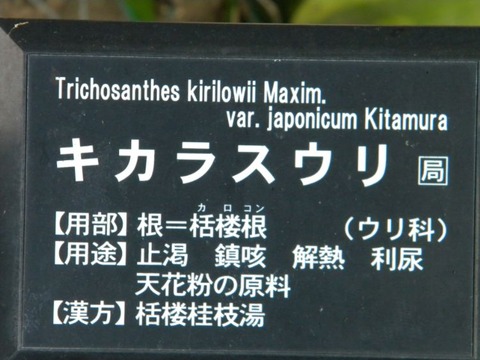 Trichosanthes kirilowii Maxim.
var. japonicum Kitamura
キカラスウリ 局
カロコン
【用部】根＝栝楼根 （ウリ科）
【用途】止渇 鎮咳 解熱 利尿
天花粉の原料
【漢方】栝楼桂枝湯